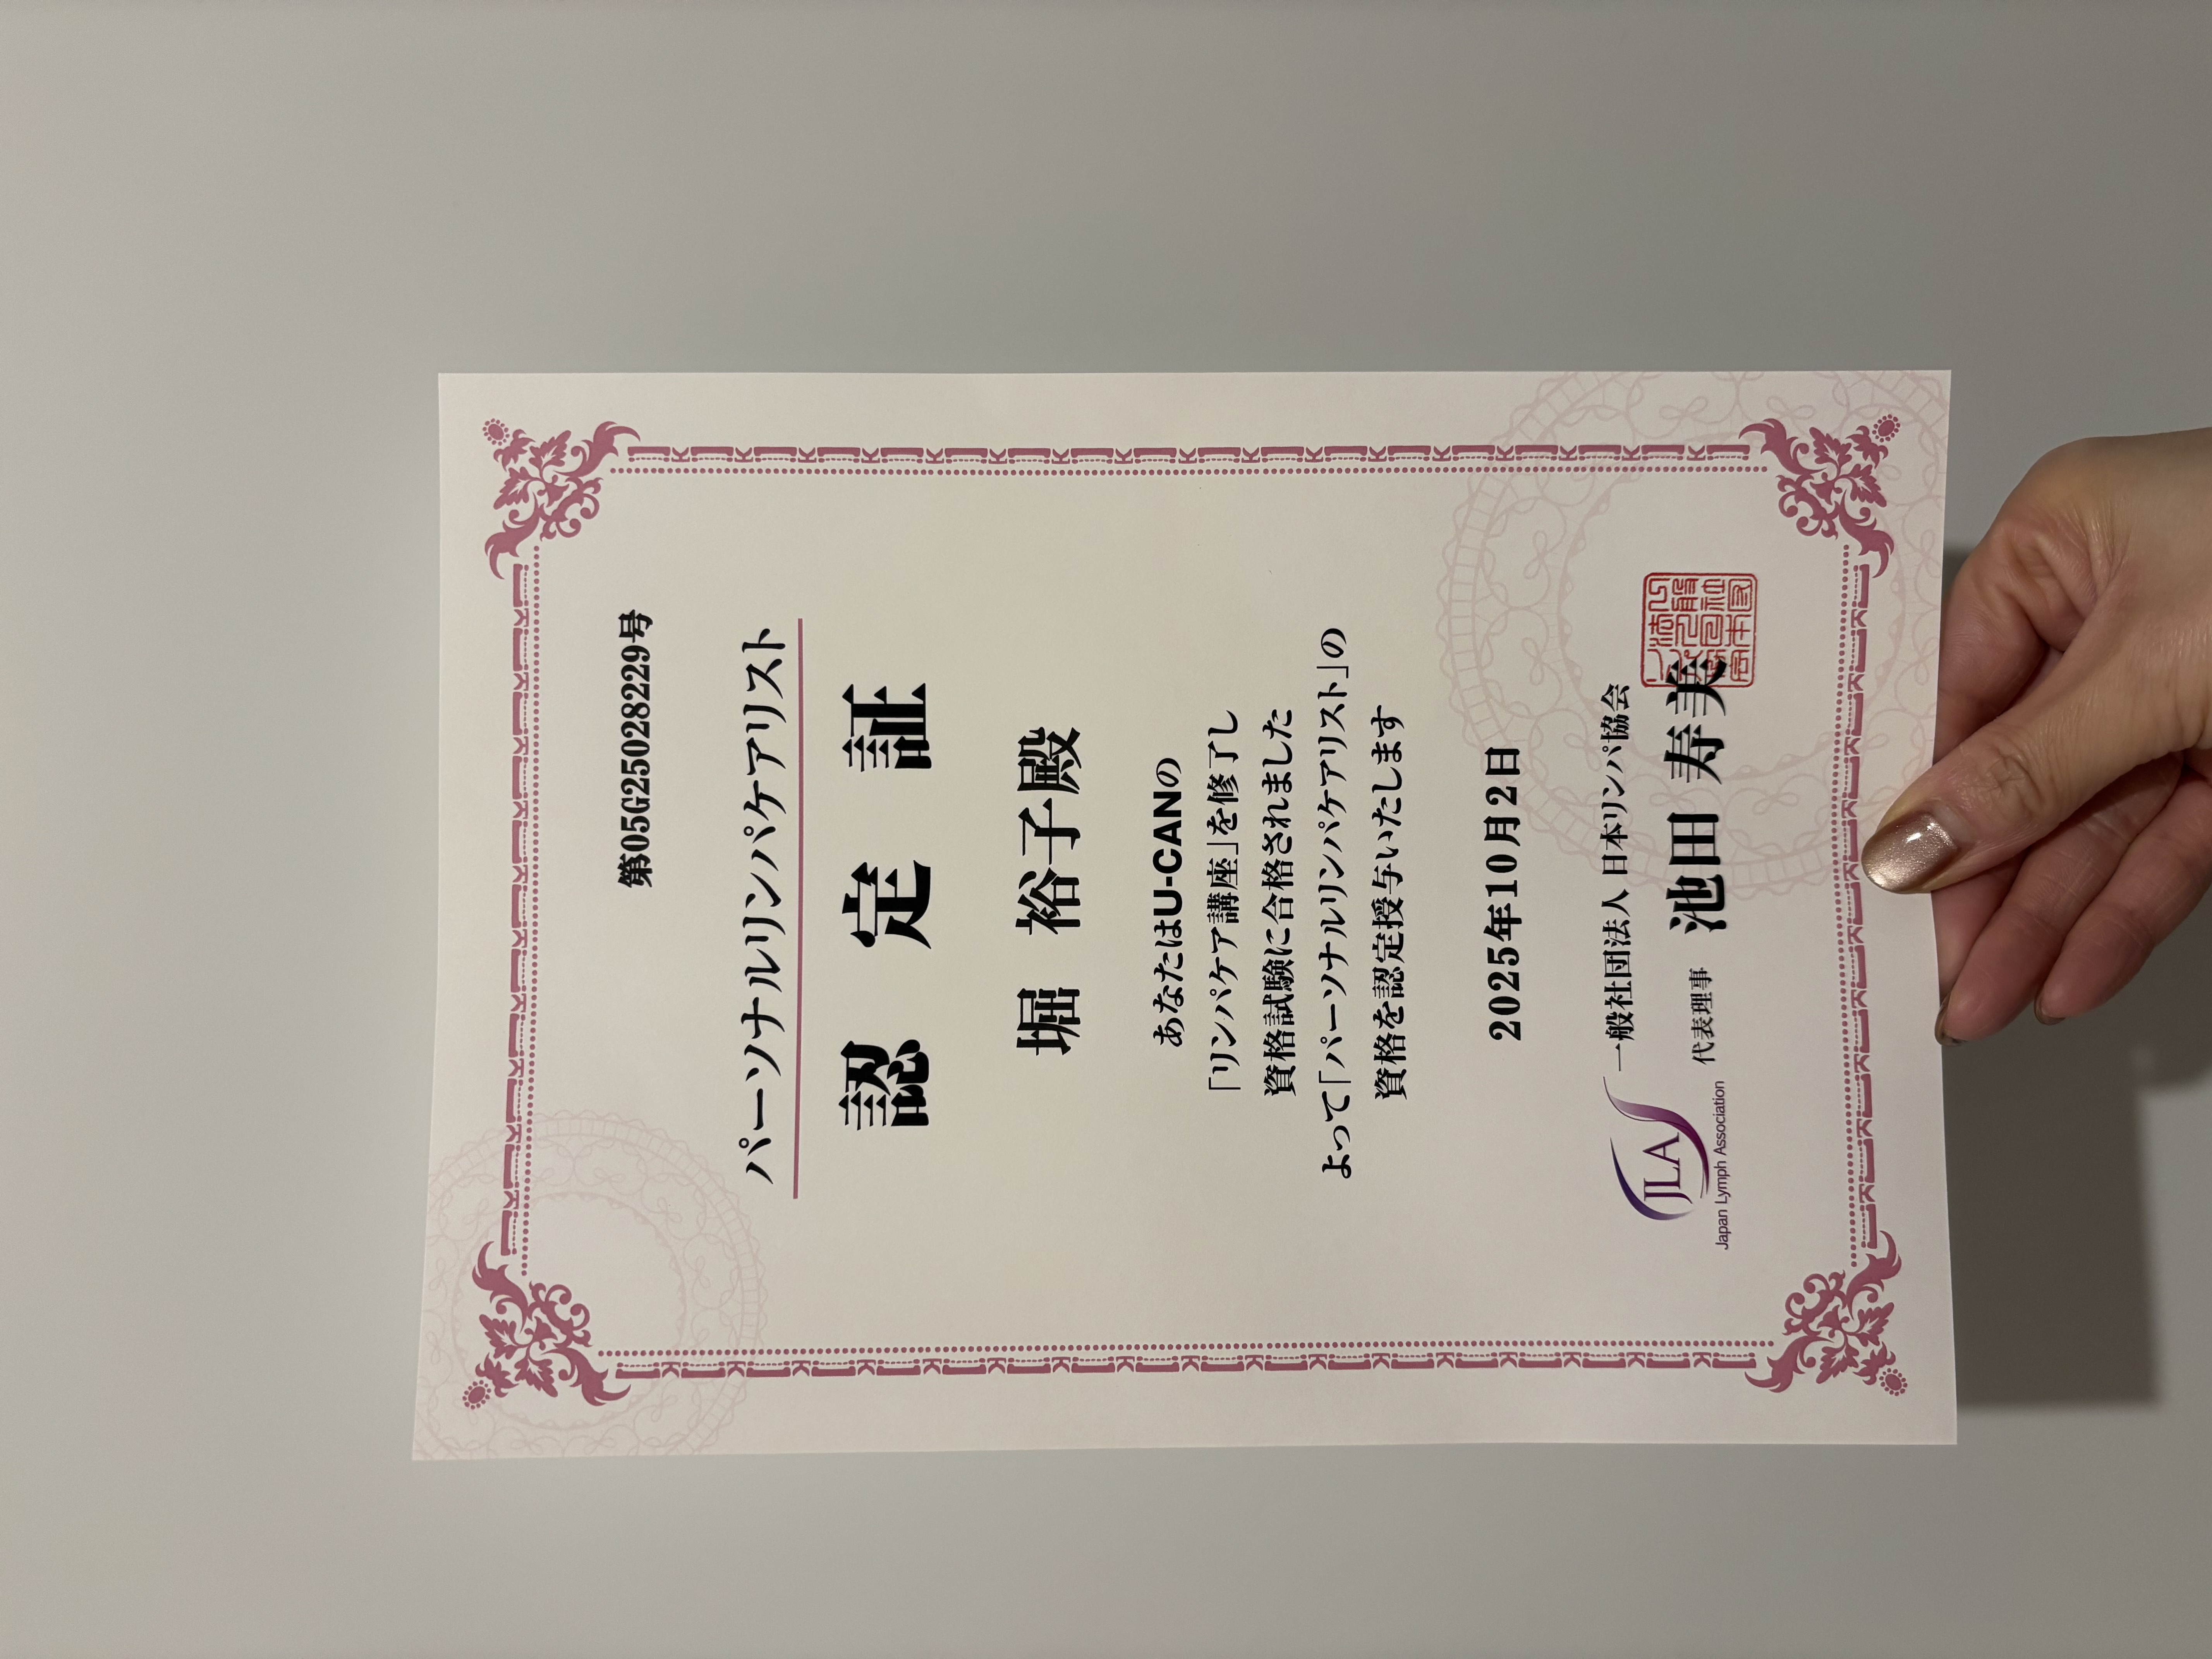 第05G25028229号
パーソナルリンパケアリスト
認定証
堀 裕子殿
あなたはU-CANの
「リンパケア講座」を修了し
資格試験に合格されました
よって「パーソナルリンパケアリスト」の
資格を認定授与いたします
2025年10月2日
一般社団法人 日本リンパ協会
代表理事 池田 寿美
JLA
Japan Lymph Association